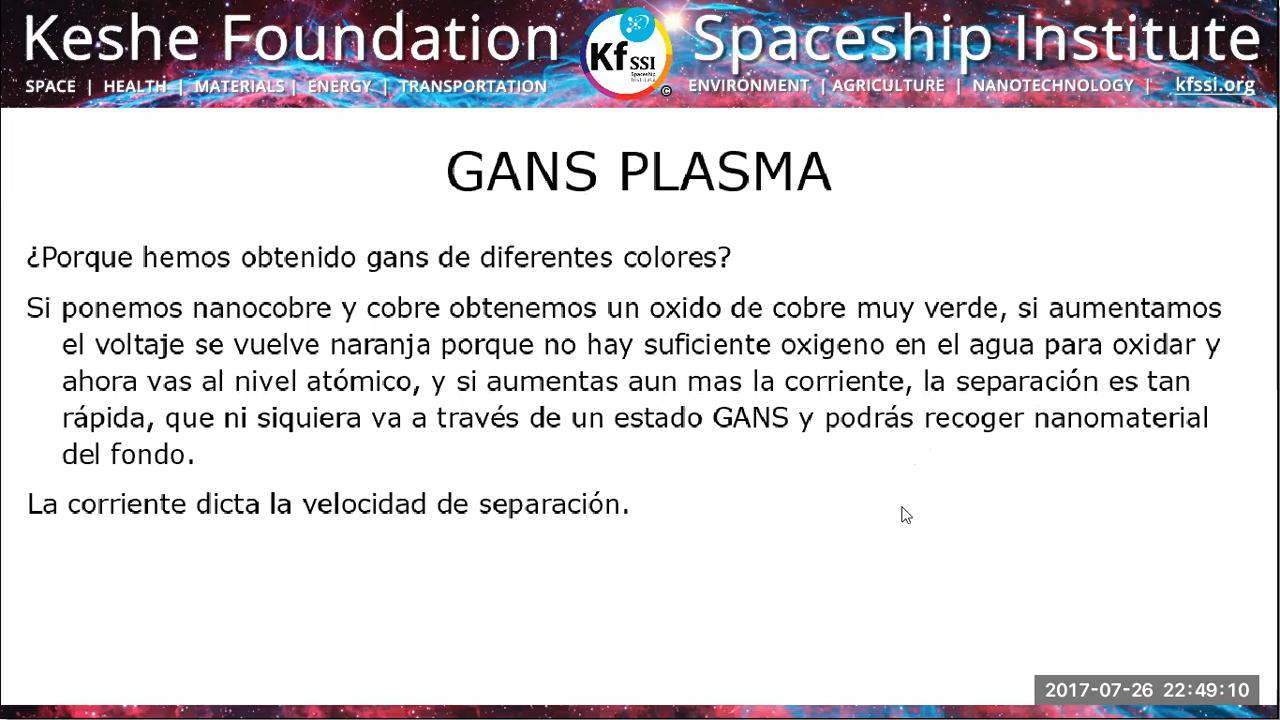 Keshe Foundation Kf SSI Spaceship Institute © Spaceship Institute
SPACE | HEALTH | MATERIALS | ENERGY | TRANSPORTATION ENVIRONMENT | AGRICULTURE | NANOTECHNOLOGY | kfssi.org
GANS PLASMA
¿Porque hemos obtenido gans de diferentes colores?
Si ponemos nanocobre y cobre obtenemos un oxido de cobre muy verde, si aumentamos
el voltaje se vuelve naranja porque no hay suficiente oxigeno en el agua para oxidar y
ahora vas al nivel atómico, y si aumentas aun mas la corriente, la separación es tan
rápida, que ni siquiera va a través de un estado GANS y podrás recoger nanomaterial
del fondo.
La corriente dicta la velocidad de separación.
2017-07-26 22:49:10